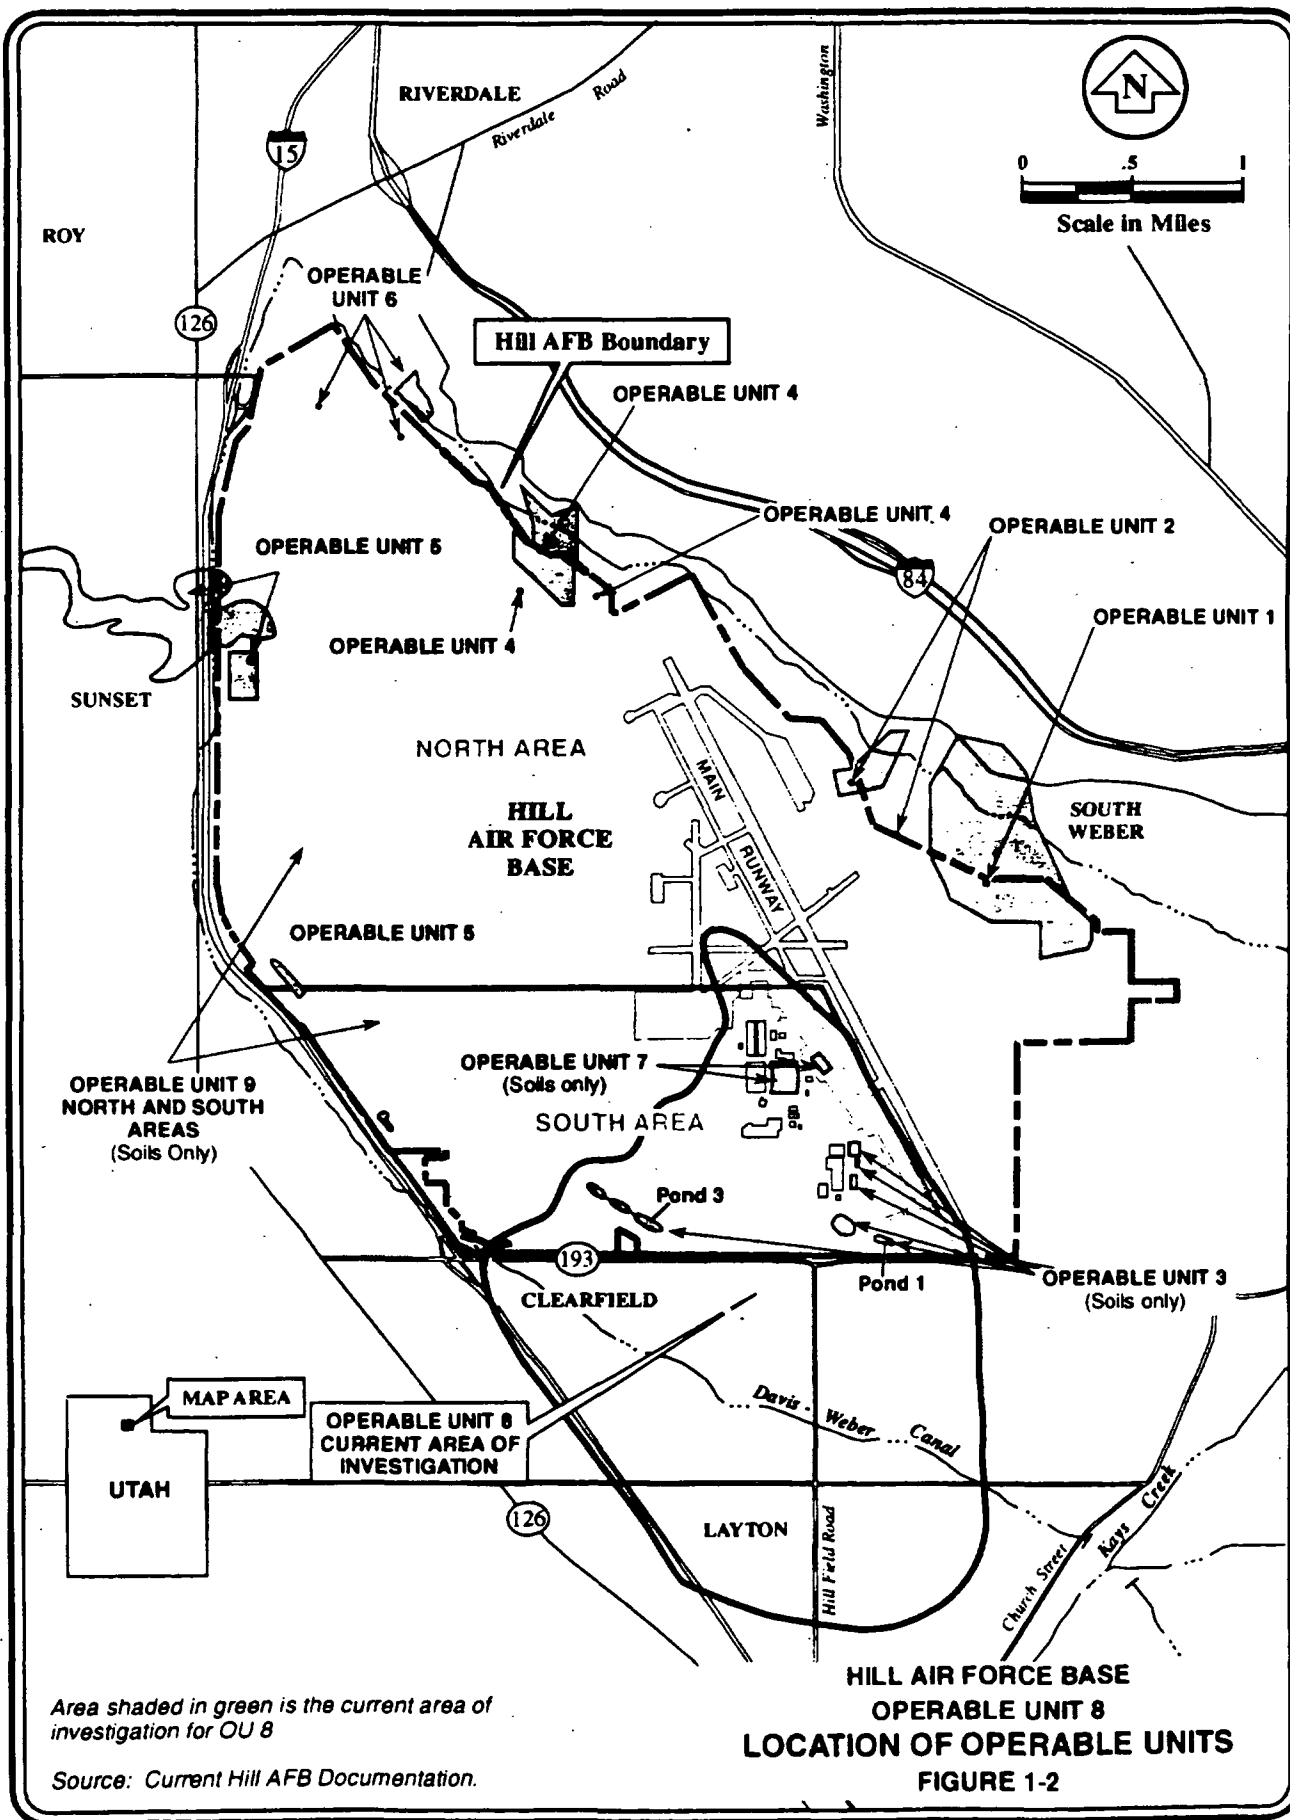 RIVERDALE
Riverdale Road
Washington
N
0 .5 1
Scale in Miles
15
ROY
OPERABLE
UNIT 6
126
Hill AFB Boundary
OPERABLE UNIT 4
OPERABLE UNIT 4
OPERABLE UNIT 2
OPERABLE UNIT 5
84
OPERABLE UNIT 1
OPERABLE UNIT 4
SUNSET
NORTH AREA
MAIN
RUNWAY
HILL
AIR FORCE
BASE
SOUTH
WEBER
OPERABLE UNIT 5
OPERABLE UNIT 9
NORTH AND SOUTH
AREAS
(Soils Only)
OPERABLE UNIT 7
(Soils only)
SOUTH AREA
Pond 3
193
Pond 1
OPERABLE UNIT 3
(Soils only)
CLEARFIELD
MAP AREA
UTAH
OPERABLE UNIT 8
CURRENT AREA OF
INVESTIGATION
Davis Weber Canal
126
LAYTON
Hill Field Road
Church Street
Kays Creek
Area shaded in green is the current area of
investigation for OU 8
Source: Current Hill AFB Documentation.
HILL AIR FORCE BASE
OPERABLE UNIT 8
LOCATION OF OPERABLE UNITS
FIGURE 1-2